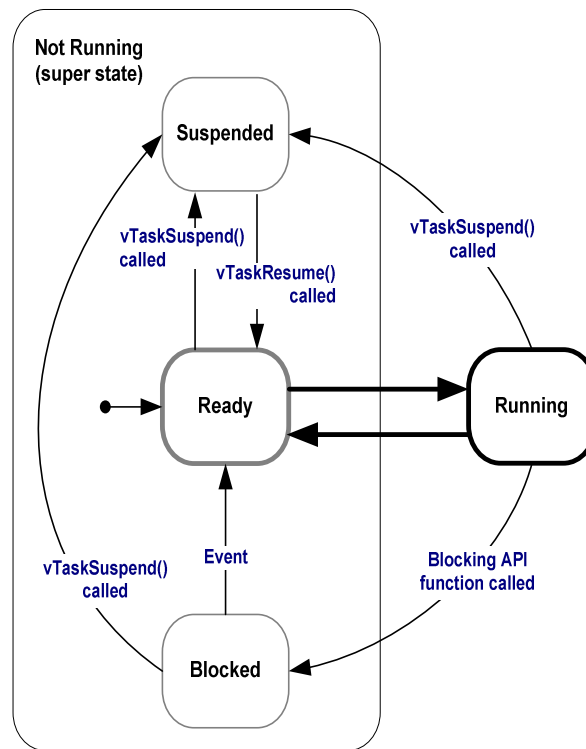 Not Running
(super state)
Suspended
vTaskSuspend()
called
vTaskResume()
called
vTaskSuspend()
called
Ready
Running
Event
vTaskSuspend()
called
Blocking API
function called
Blocked